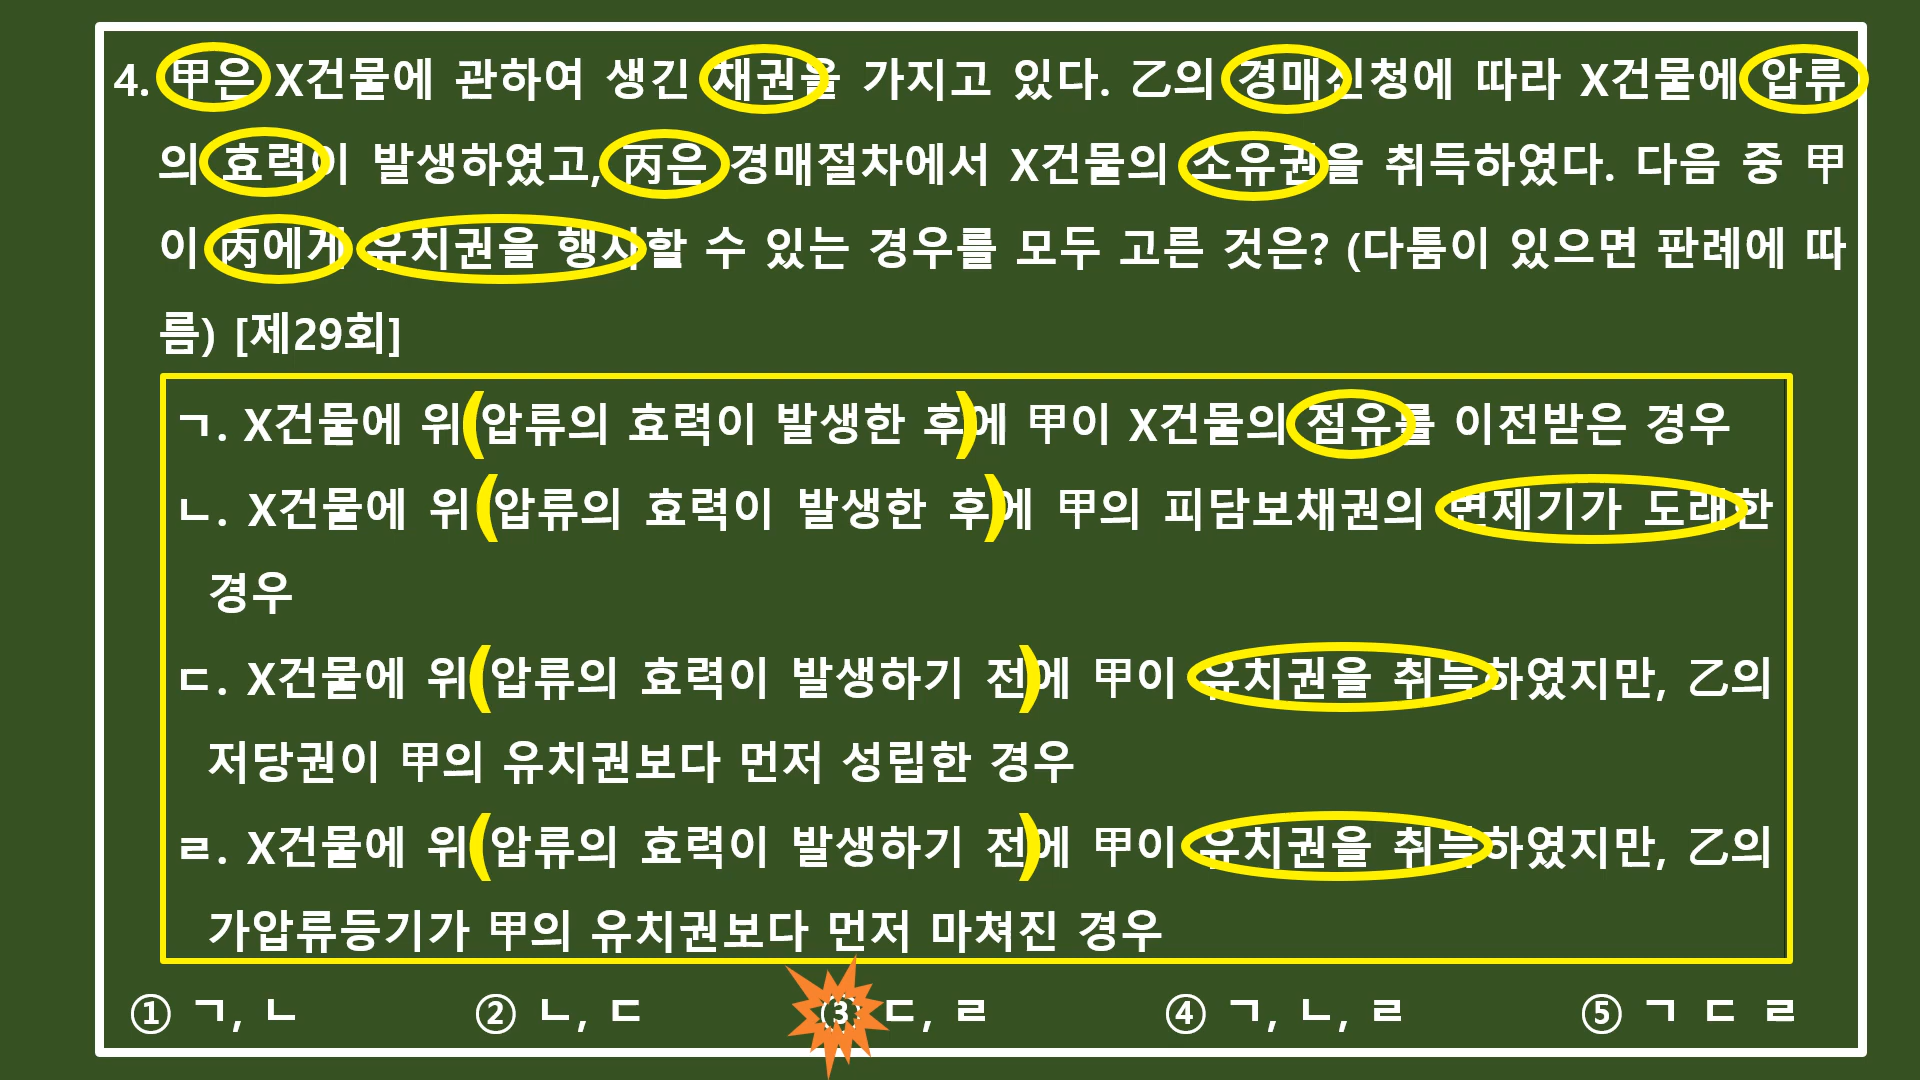 4. 甲은 X건물에 관하여 생긴 채권을 가지고 있다. 乙의 경매신청에 따라 X건물에 압류
의 효력이 발생하였고, 丙은 경매절차에서 X건물의 소유권을 취득하였다. 다음 중 甲
이 丙에게 유치권을 행사할 수 있는 경우를 모두 고른 것은? (다툼이 있으면 판례에 따
름) [제29회]
ㄱ. X건물에 위(압류의 효력이 발생한 후)에 甲이 X건물의 점유를 이전받은 경우
ㄴ. X건물에 위(압류의 효력이 발생한 후)에 甲의 피담보채권의 변제기가 도래한
경우
ㄷ. X건물에 위(압류의 효력이 발생하기 전)에 甲이 유치권을 취득하였지만, 乙의
저당권이 甲의 유치권보다 먼저 성립한 경우
ㄹ. X건물에 위(압류의 효력이 발생하기 전)에 甲이 유치권을 취득하였지만, 乙의
가압류등기가 甲의 유치권보다 먼저 마쳐진 경우
① ㄱ, ㄴ ② ㄴ, ㄷ ③ ㄷ, ㄹ ④ ㄱ, ㄴ, ㄹ ⑤ ㄱ ㄷ ㄹ